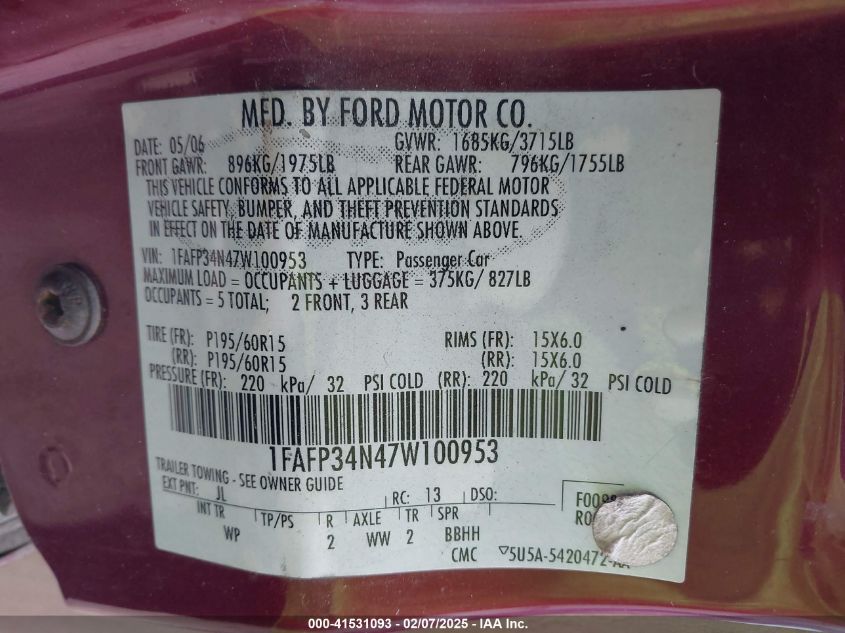 MFD. BY FORD MOTOR CO.
DATE: 05/06 GVWR: 1685KG/3715LB
FRONT GAWR: 896KG/1975LB REAR GAWR: 796KG/1755LB
THIS VEHICLE CONFORMS TO ALL APPLICABLE FEDERAL MOTOR
VEHICLE SAFETY, BUMPER, AND THEFT PREVENTION STANDARDS
IN EFFECT ON THE DATE OF MANUFACTURE SHOWN ABOVE.
VIN: 1FAFP34N47W100953 TYPE: Passenger Car
MAXIMUM LOAD = OCCUPANTS + LUGGAGE = 375KG/ 827LB
OCCUPANTS = 5 TOTAL; 2 FRONT, 3 REAR
TIRE (FR): P195/60R15 RIMS (FR): 15X6.0
(RR): P195/60R15 (RR): 15X6.0
PRESSURE (FR): 220 kPa/ 32 PSI COLD (RR): 220 kPa/ 32 PSI COLD
1FAFP34N47W100953
TRAILER TOWING - SEE OWNER GUIDE
EXT PNT: JL RC: 13 DSO:
INT TR TP/PS R AXLE TR SPR
WP 2 WW 2 BBHH
CMC 5U5A-5420472-AA
000-41531093 - 02/07/2025 - IAA Inc.